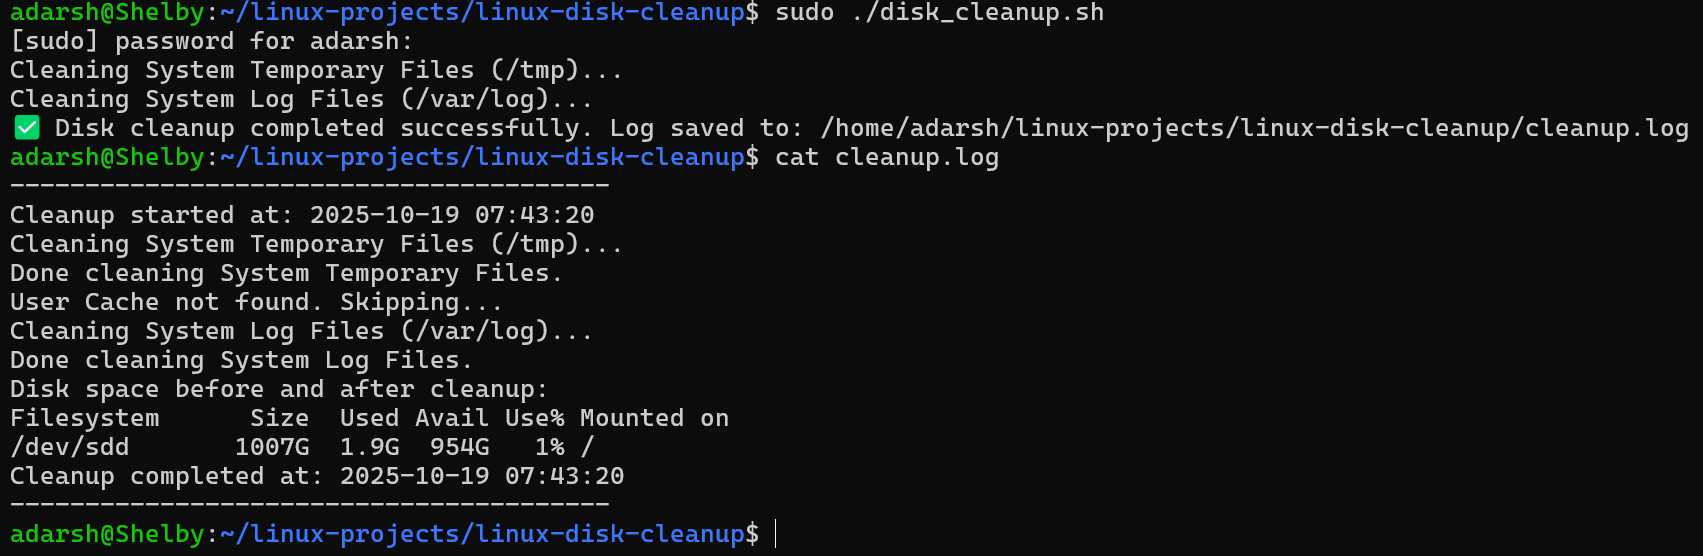 adarsh@Shelby:~/linux-projects/linux-disk-cleanup$ sudo ./disk_cleanup.sh
[sudo] password for adarsh:
Cleaning System Temporary Files (/tmp)...
Cleaning System Log Files (/var/log)...
✅ Disk cleanup completed successfully. Log saved to: /home/adarsh/linux-projects/linux-disk-cleanup/cleanup.log
adarsh@Shelby:~/linux-projects/linux-disk-cleanup$ cat cleanup.log
----------------------------------------
Cleanup started at: 2025-10-19 07:43:20
Cleaning System Temporary Files (/tmp)...
Done cleaning System Temporary Files.
User Cache not found. Skipping...
Cleaning System Log Files (/var/log)...
Done cleaning System Log Files.
Disk space before and after cleanup:
Filesystem      Size  Used Avail Use% Mounted on
/dev/sdd       1007G  1.9G  954G   1% /
Cleanup completed at: 2025-10-19 07:43:20
----------------------------------------
adarsh@Shelby:~/linux-projects/linux-disk-cleanup$